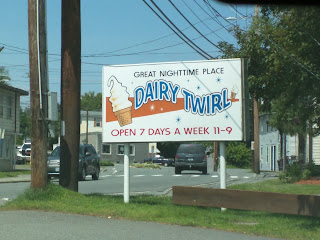 GREAT NIGHTTIME PLACE
DAIRY TWIRL
OPEN 7 DAYS A WEEK 11-9